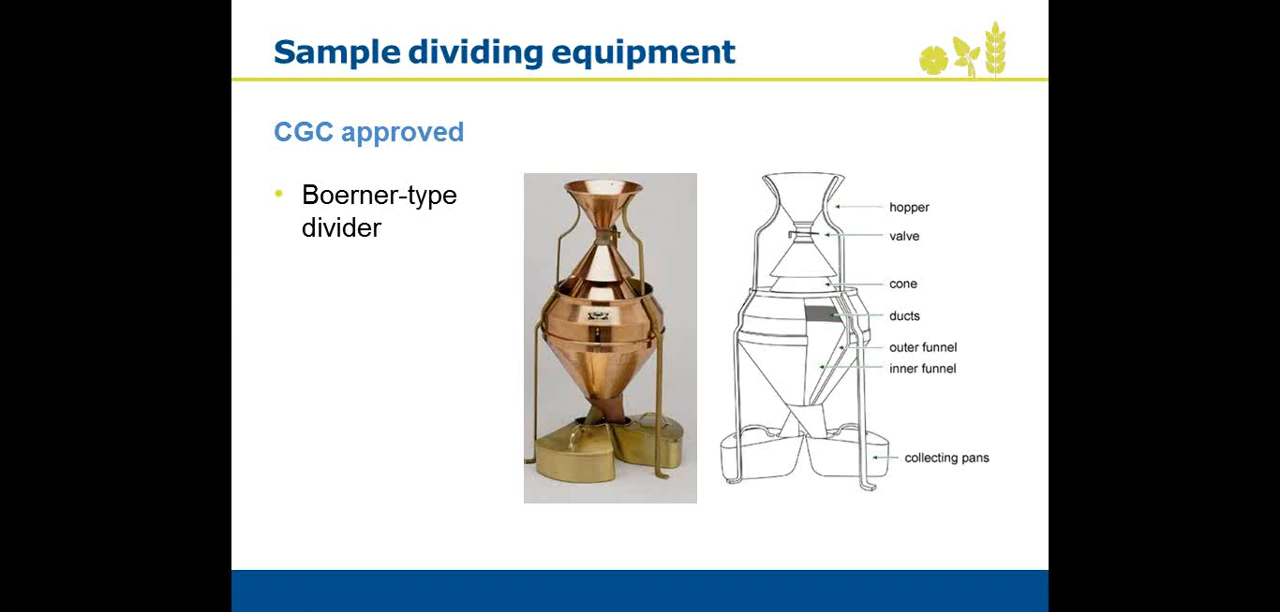 Sample dividing equipment
CGC approved
• Boerner-type
divider
hopper
valve
cone
ducts
outer funnel
inner funnel
collecting pans